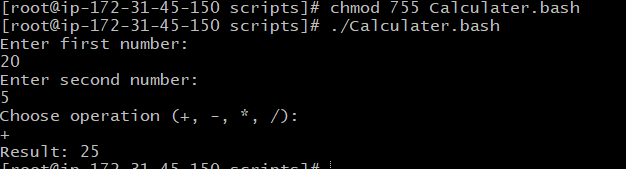 [root@ip-172-31-45-150 scripts]# chmod 755 Calculater.bash
[root@ip-172-31-45-150 scripts]# ./Calculater.bash
Enter first number:
20
Enter second number:
5
Choose operation (+, -, *, /):
+
Result: 25
[root@ip-172-31-45-150 scripts]#